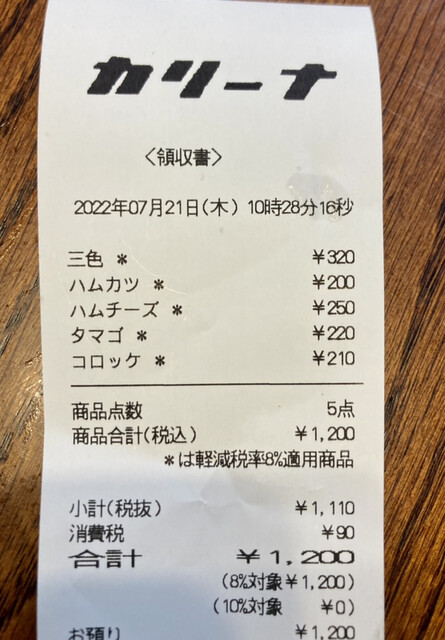 カリーナ
〈領収書〉
2022年07月21日(木) 10時28分16秒
三色 * ¥320
ハムカツ * ¥200
ハムチーズ * ¥250
タマゴ * ¥220
コロッケ * ¥210
商品点数 5点
商品合計(税込) ¥1,200
*は軽減税率8%適用商品
小計(税抜) ¥1,110
消費税 ¥90
合計 ¥1,200
(8%対象¥1,200)
(10%対象 ¥0)
お預り ¥1,200